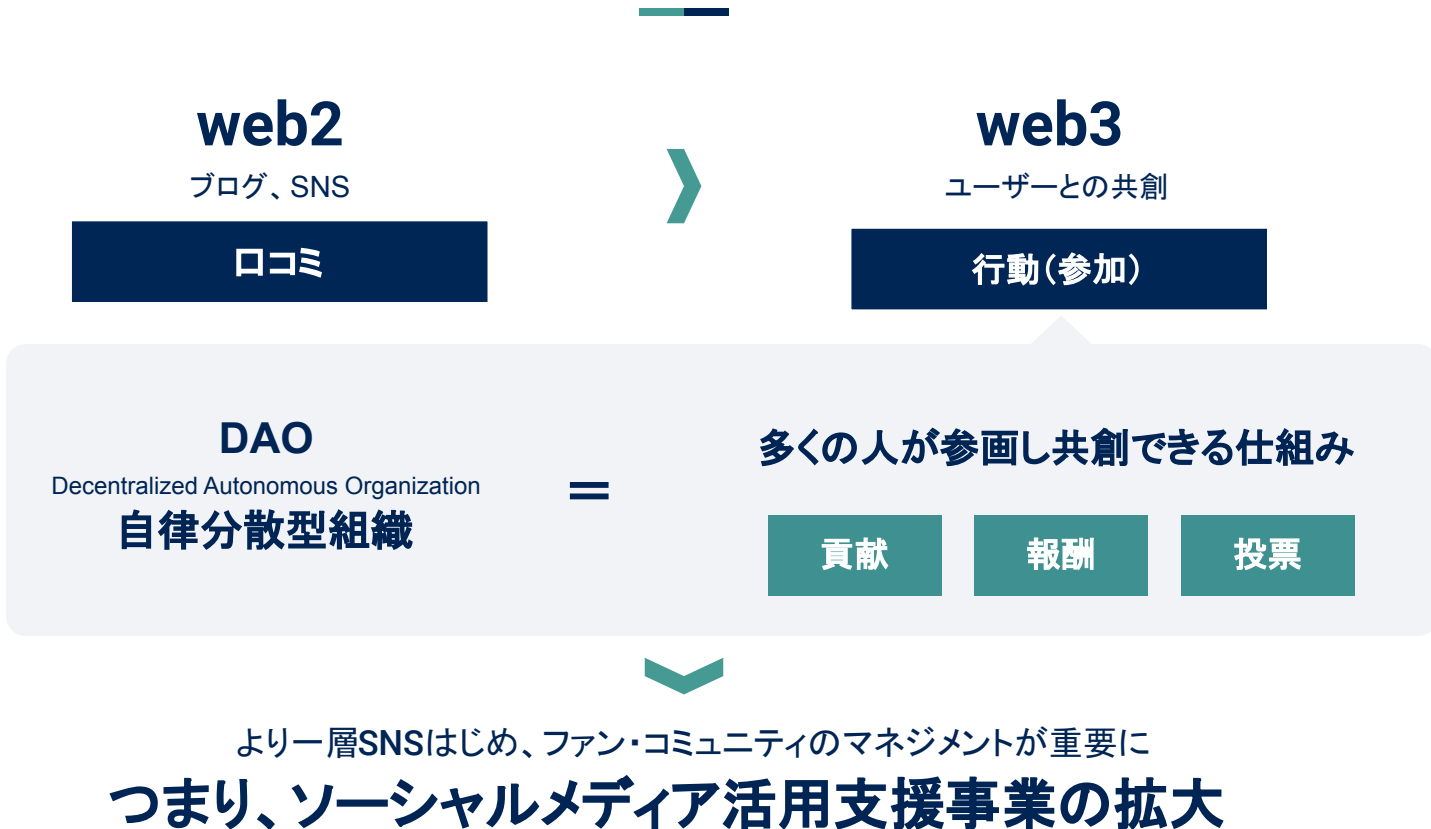 web2
ブログ、SNS
口コミ
web3
ユーザーとの共創
行動（参加）
DAO
Decentralized Autonomous Organization
自律分散型組織
＝
多くの人が参画し共創できる仕組み
貢献
報酬
投票
より一層SNSはじめ、ファン・コミュニティのマネジメントが重要に
つまり、ソーシャルメディア活用支援事業の拡大